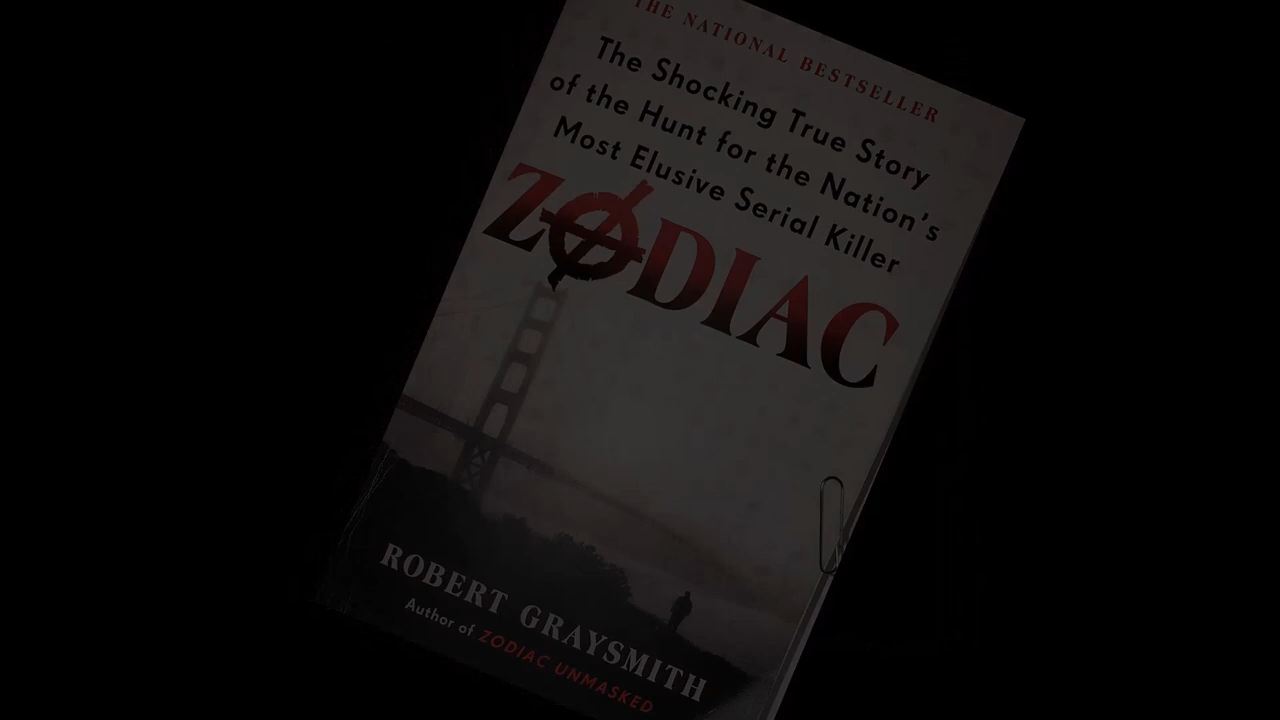 THE NATIONAL BESTSELLER
The Shocking True Story
of the Hunt for the Nation's
Most Elusive Serial Killer
ZODIAC
ROBERT GRAYSMITH
Author of ZODIAC UNMASKED